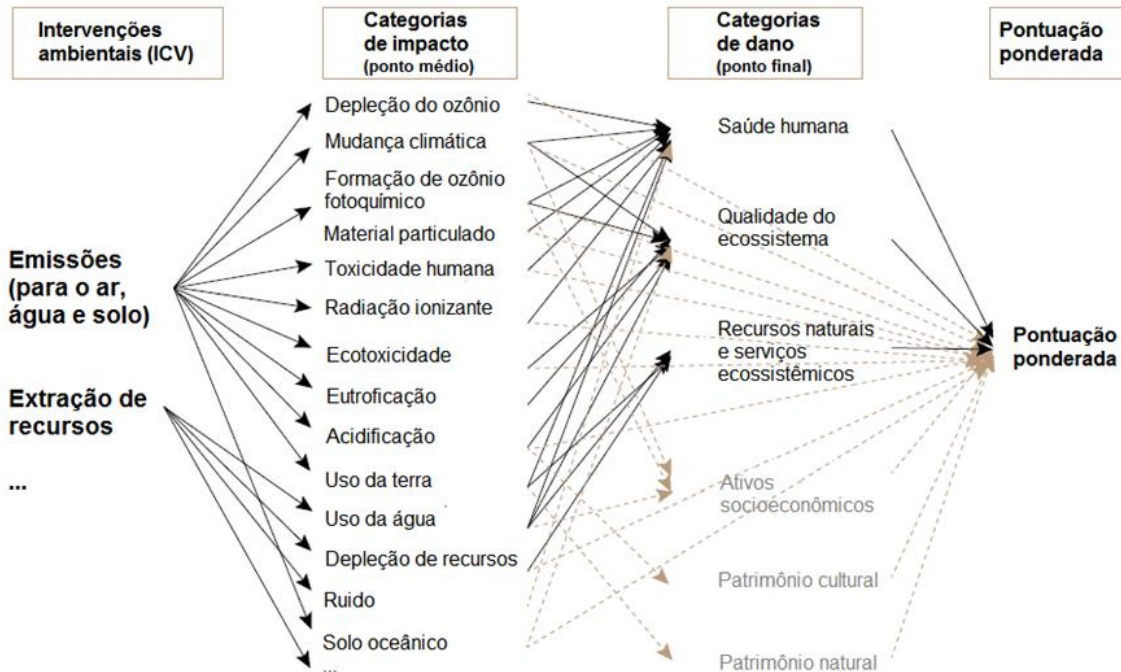 Intervenções
ambientais (ICV)
Categorias
de impacto
(ponto médio)
Categorias
de dano
(ponto final)
Pontuação
ponderada
Emissões
(para o ar,
água e solo)
Extração de
recursos
...
Depleção do ozônio
Mudança climática
Formação de ozônio
fotoquímico
Material particulado
Toxicidade humana
Radiação ionizante
Ecotoxicidade
Eutroficação
Acidificação
Uso da terra
Uso da água
Depleção de recursos
Ruido
Solo oceânico
...
Saúde humana
Qualidade do
ecossistema
Recursos naturais
e serviços
ecossistêmicos
Ativos
socioeconômicos
Patrimônio cultural
Patrimônio natural
Pontuação
ponderada